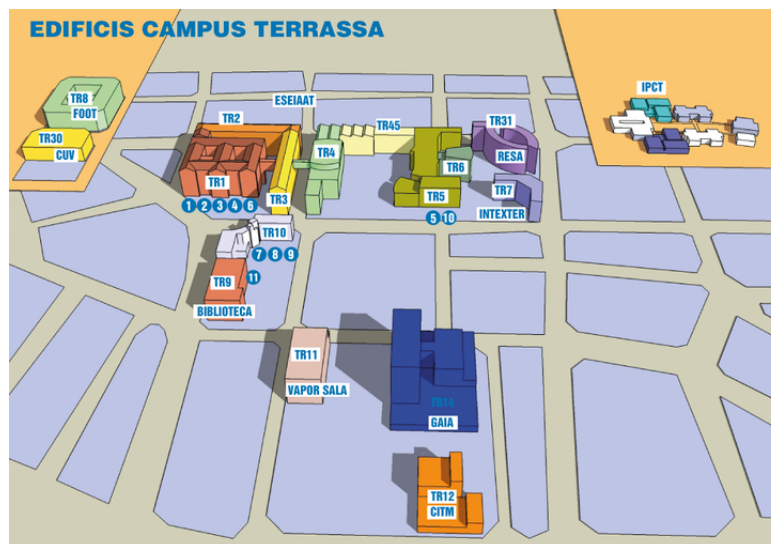 EDIFICIS CAMPUS TERRASSA
TR8
FOOT
TR30
CUV
IPCT
ESEIAAT
TR2
TR45
TR31
RESA
TR4
TR6
TR1
TR3
TR5
TR7
INTEXTER
1 2 3 4 6
5 10
TR10
7 8 9
TR9
11
BIBLIOTECA
TR11
VAPOR SALA
TR14
GAIA
TR12
CITM